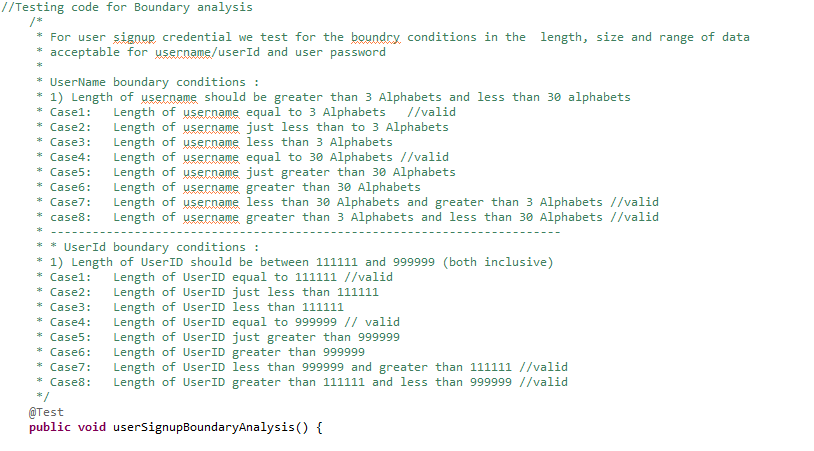 //Testing code for Boundary analysis
/*
* For user signup credential we test for the boundry conditions in the  length, size and range of data
* acceptable for username/userId and user password
*
* UserName boundary conditions :
* 1) Length of username should be greater than 3 Alphabets and less than 30 alphabets
* Case1:   Length of username equal to 3 Alphabets   //valid
* Case2:   Length of username just less than to 3 Alphabets
* Case3:   Length of username less than 3 Alphabets
* Case4:   Length of username equal to 30 Alphabets //valid
* Case5:   Length of username just greater than 30 Alphabets
* Case6:   Length of username greater than 30 Alphabets
* Case7:   Length of username less than 30 Alphabets and greater than 3 Alphabets //valid
* case8:   Length of username greater than 3 Alphabets and less than 30 Alphabets //valid
* -------------------------------------------------------------------------
* * UserId boundary conditions :
* 1) Length of UserID should be between 111111 and 999999 (both inclusive)
* Case1:   Length of UserID equal to 111111 //valid
* Case2:   Length of UserID just less than 111111
* Case3:   Length of UserID less than 111111
* Case4:   Length of UserID equal to 999999 // valid
* Case5:   Length of UserID just greater than 999999
* Case6:   Length of UserID greater than 999999
* Case7:   Length of UserID less than 999999 and greater than 111111 //valid
* Case8:   Length of UserID greater than 111111 and less than 999999 //valid
*/
@Test
public void userSignupBoundaryAnalysis() {